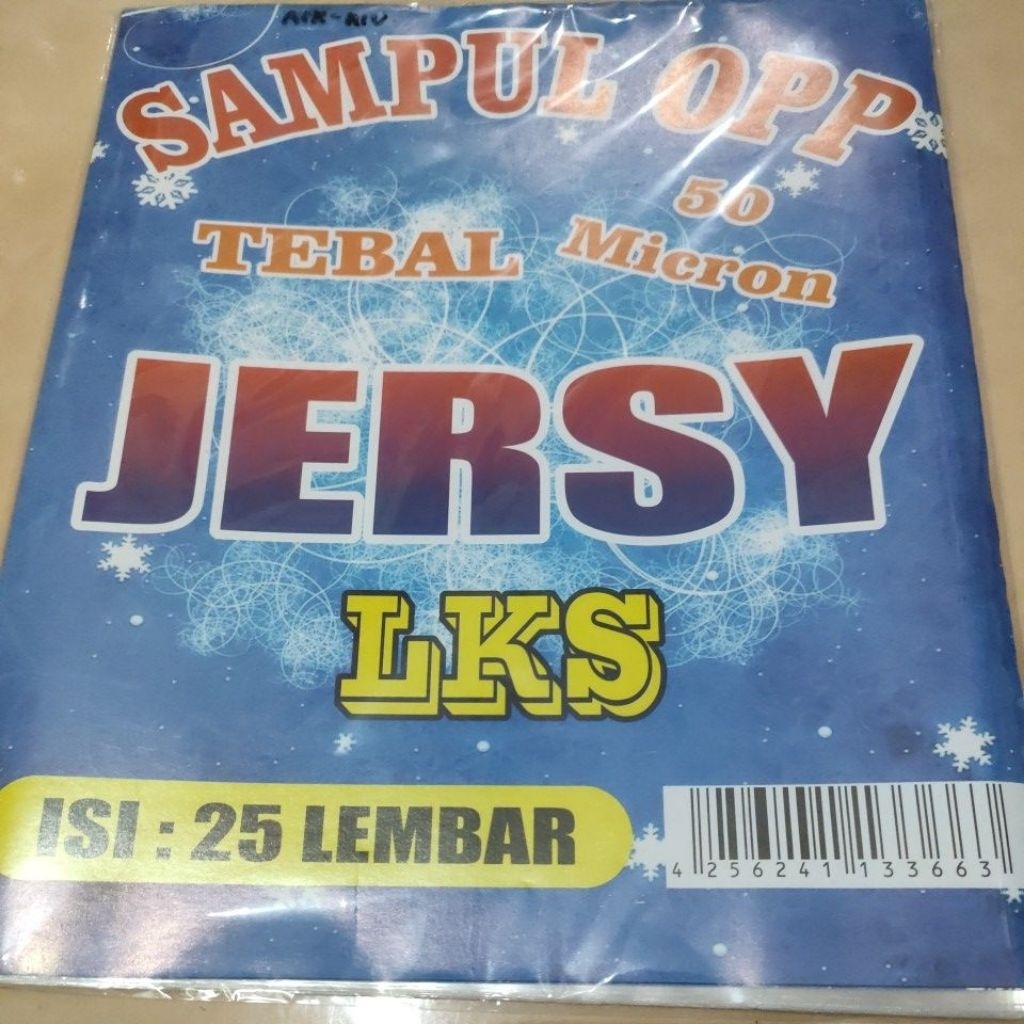 SAMPUL OPP
TEBAL 50 Micron
JERSY
LKS
ISI : 25 LEMBAR
4 256241 133663